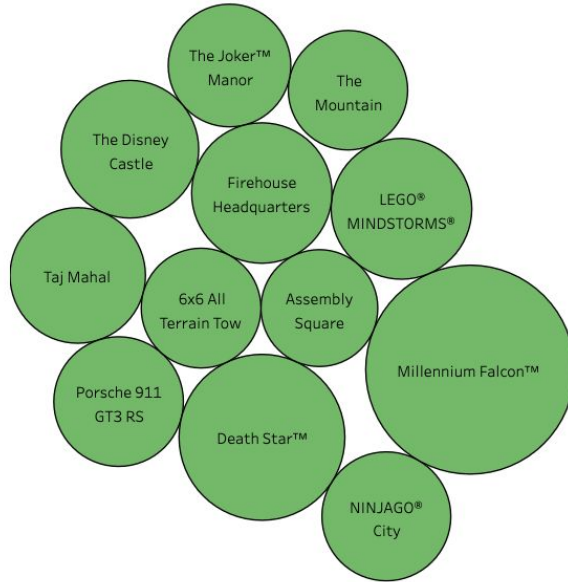 The Joker™
Manor
The
Mountain
The Disney
Castle
Firehouse
Headquarters
LEGO®
MINDSTORMS®
Taj Mahal
6x6 All
Terrain Tow
Assembly
Square
Millennium Falcon™
Porsche 911
GT3 RS
Death Star™
NINJAGO®
City